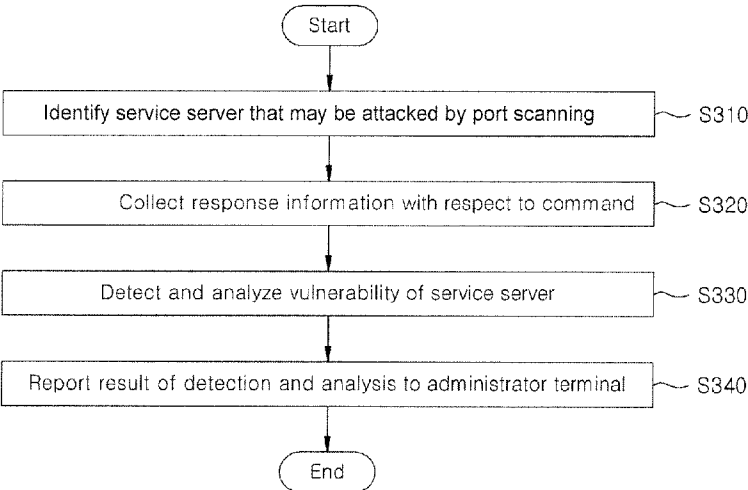 Start
Identify service server that may be attacked by port scanning
S310
Collect response information with respect to command
S320
Detect and analyze vulnerability of service server
S330
Report result of detection and analysis to administrator terminal
S340
End